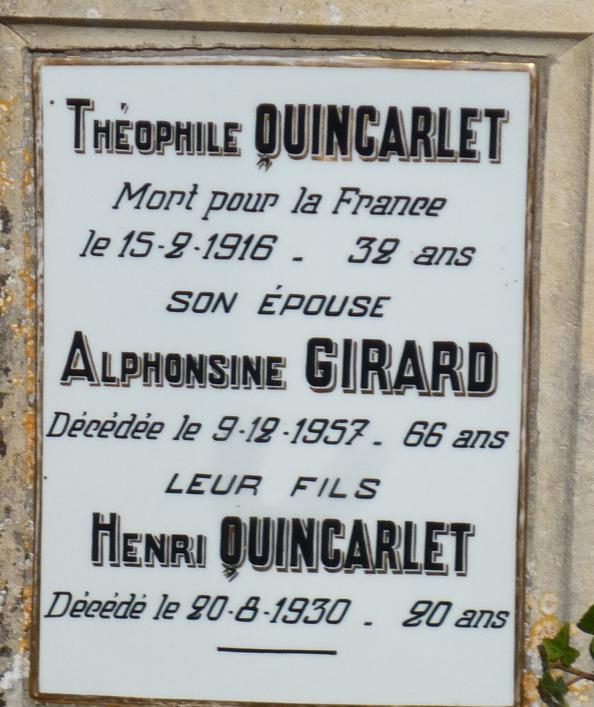 THÉOPHILE QUINCARLET
Mort pour la France
le 15-2-1916 - 32 ans
SON ÉPOUSE
ALPHONSINE GIRARD
Décédée le 9-12-1957 - 66 ans
LEUR FILS
HENRI QUINCARLET
Décédé le 20-8-1930 - 20 ans